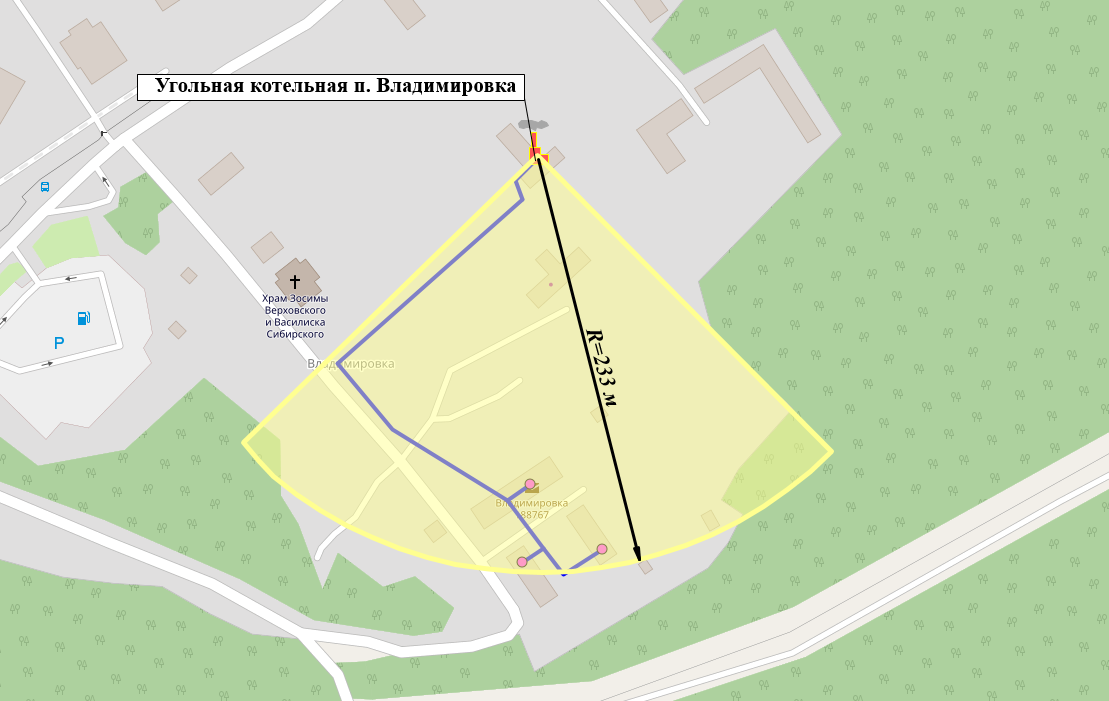 Угольная котельная п. Владимировка
Храм Зосимы
Верховского
и Василиска
Сибирского
P
Владимировка
R=233 м
Владимировка
88767